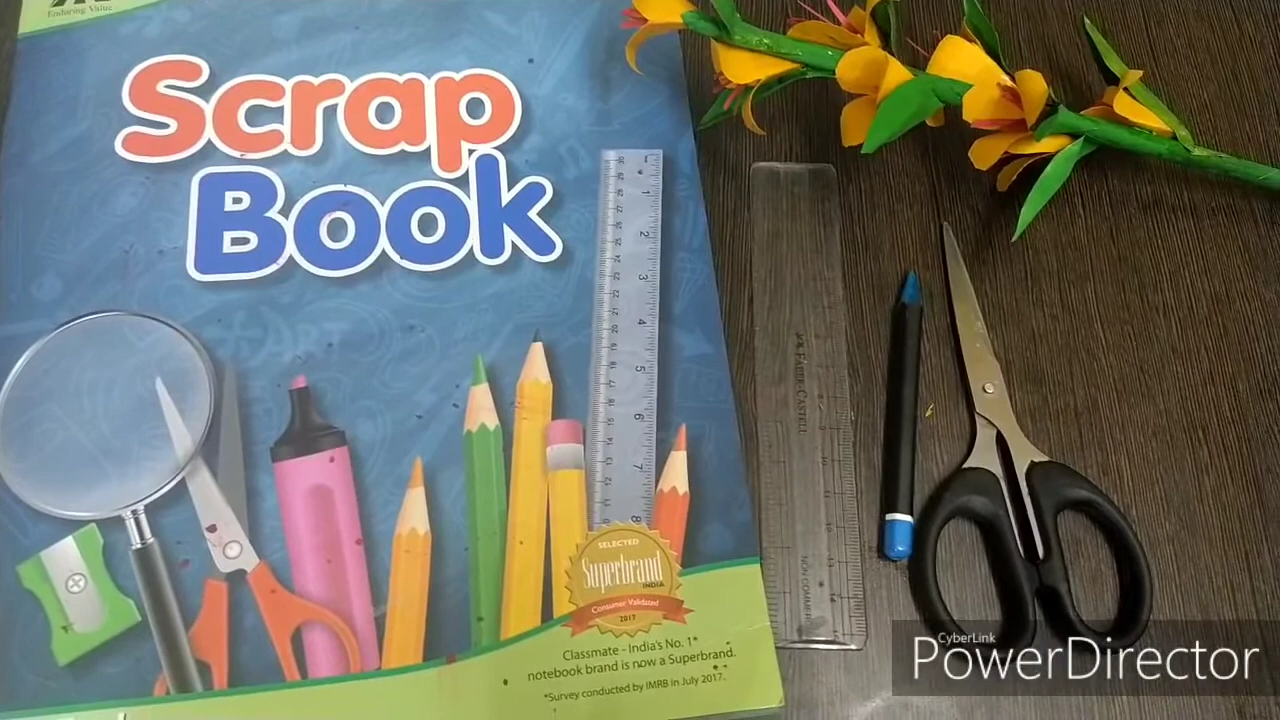 Enduring Value
Scrap
Book
SELECTED
Superbrand
INDIA
Consumer Validated
2017
Classmate - India's No. 1*
notebook brand is now a Superbrand.
*Survey conducted by IMRB in July 2017.
FABER-CASTELL
CyberLink
PowerDirector